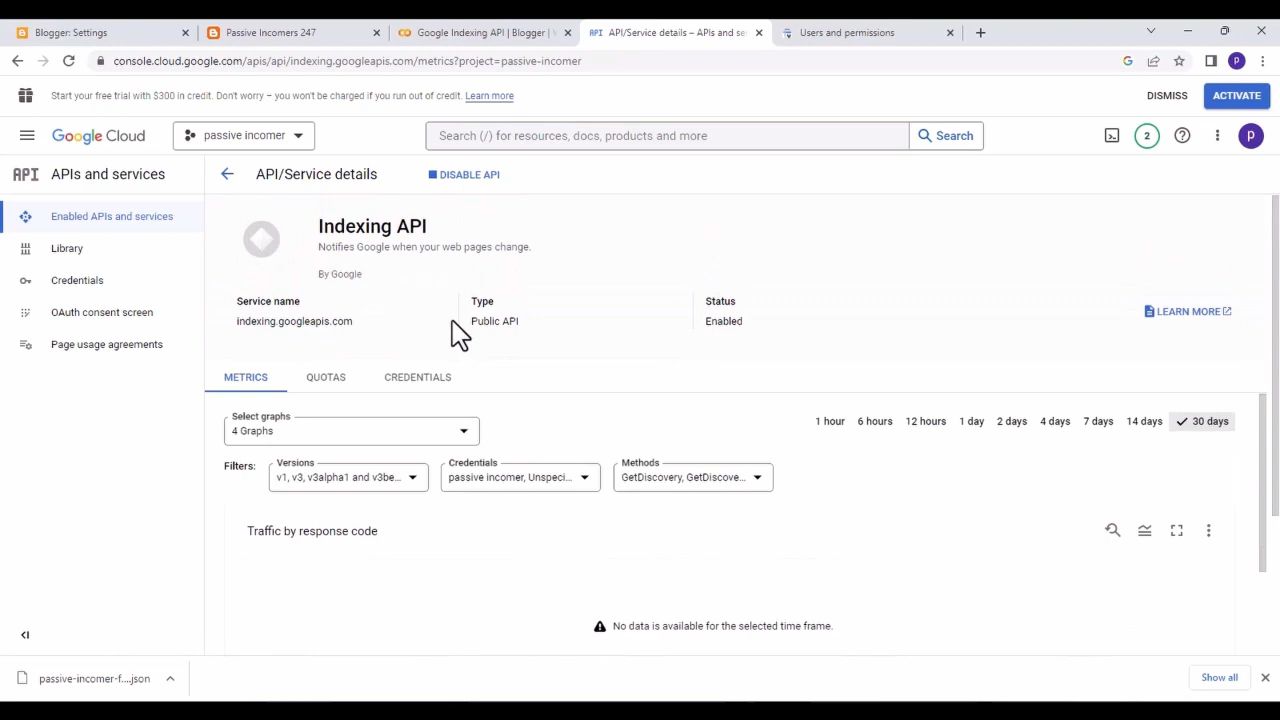 Blogger: Settings
Passive Incomers 247
Google Indexing API | Blogger | 
API API/Service details – APIs and se
Users and permissions
console.cloud.google.com/apis/api/indexing.googleapis.com/metrics?project=passive-incomer
G
p
Start your free trial with $300 in credit. Don't worry – you won't be charged if you run out of credit. Learn more
DISMISS
ACTIVATE
Google Cloud
passive incomer
Search (/) for resources, docs, products and more
Search
2
p
API APIs and services
API/Service details
DISABLE API
Enabled APIs and services
Library
Credentials
OAuth consent screen
Page usage agreements
Indexing API
Notifies Google when your web pages change.
By Google
Service name
Type
Status
indexing.googleapis.com
Public API
Enabled
LEARN MORE
METRICS
QUOTAS
CREDENTIALS
Select graphs
4 Graphs
1 hour 6 hours 12 hours 1 day 2 days 4 days 7 days 14 days 30 days
Filters:
Versions
v1, v3, v3alpha1 and v3be...
Credentials
passive incomer, Unspeci...
Methods
GetDiscovery, GetDiscove...
Traffic by response code
No data is available for the selected time frame.
passive-incomer-f....json
Show all